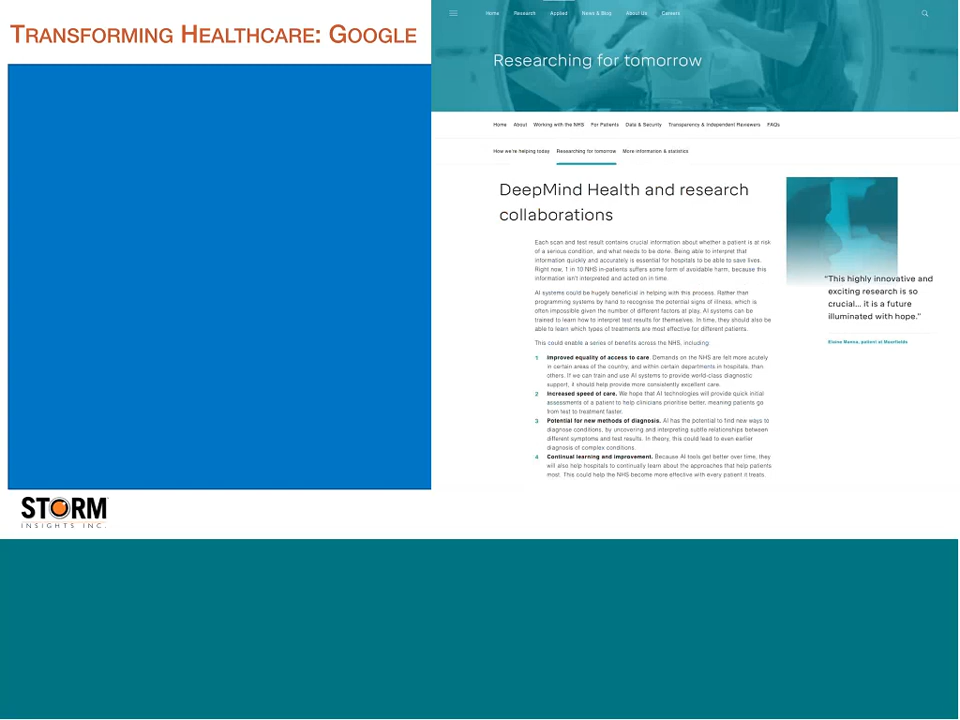 TRANSFORMING HEALTHCARE: GOOGLE
Home Research Applied News & Blog About Us Careers
Researching for tomorrow
Home About Working with the NHS For Patients Data & Security Transparency & Independent Reviewers FAQs
How we're helping today Researching for tomorrow More information & statistics
DeepMind Health and research
collaborations
Each scan and test result contains crucial information about whether a patient is at risk
of a serious condition, and what needs to be done. Being able to interpret that
information quickly and accurately is essential for hospitals to be able to save lives.
Right now, 1 in 10 NHS in-patients suffers some form of avoidable harm, because this
information isn't interpreted and acted on in time.
AI systems could be hugely beneficial in helping with this process. Rather than
programming systems by hand to recognise the potential signs of illness, which is
often impossible given the number of different factors at play, AI systems can be
trained to learn how to interpret test results for themselves. In time, they should also be
able to learn which types of treatments are most effective for different patients.
This could enable a series of benefits across the NHS, including:
1 Improved equality of access to care. Demands on the NHS are felt more acutely
in certain areas of the country, and within certain departments in hospitals, than
others. If we can train and use AI systems to provide world-class diagnostic
support, it should help provide more consistently excellent care.
2 Increased speed of care. We hope that AI technologies will provide quick initial
assessments of a patient to help clinicians prioritise better, meaning patients go
from test to treatment faster.
3 Potential for new methods of diagnosis. AI has the potential to find new ways to
diagnose conditions, by uncovering and interpreting subtle relationships between
different symptoms and test results. In theory, this could lead to even earlier
diagnosis of complex conditions.
4 Continual learning and improvement. Because AI tools get better over time, they
will also help hospitals to continually learn about the approaches that help patients
most. This could help the NHS become more effective with every patient it treats.
"This highly innovative and
exciting research is so
crucial... it is a future
illuminated with hope."
Elaine Manna, patient at Moorfields
STORM
INSIGHTS INC.